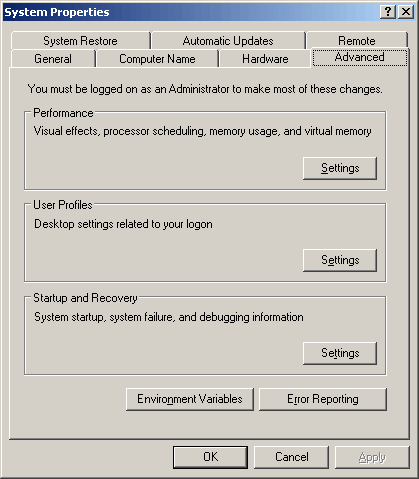 System Properties
System Restore
Automatic Updates
Remote
General
Computer Name
Hardware
Advanced
You must be logged on as an Administrator to make most of these changes.
Performance
Visual effects, processor scheduling, memory usage, and virtual memory
Settings
User Profiles
Desktop settings related to your logon
Settings
Startup and Recovery
System startup, system failure, and debugging information
Settings
Environment Variables
Error Reporting
OK
Cancel
Apply